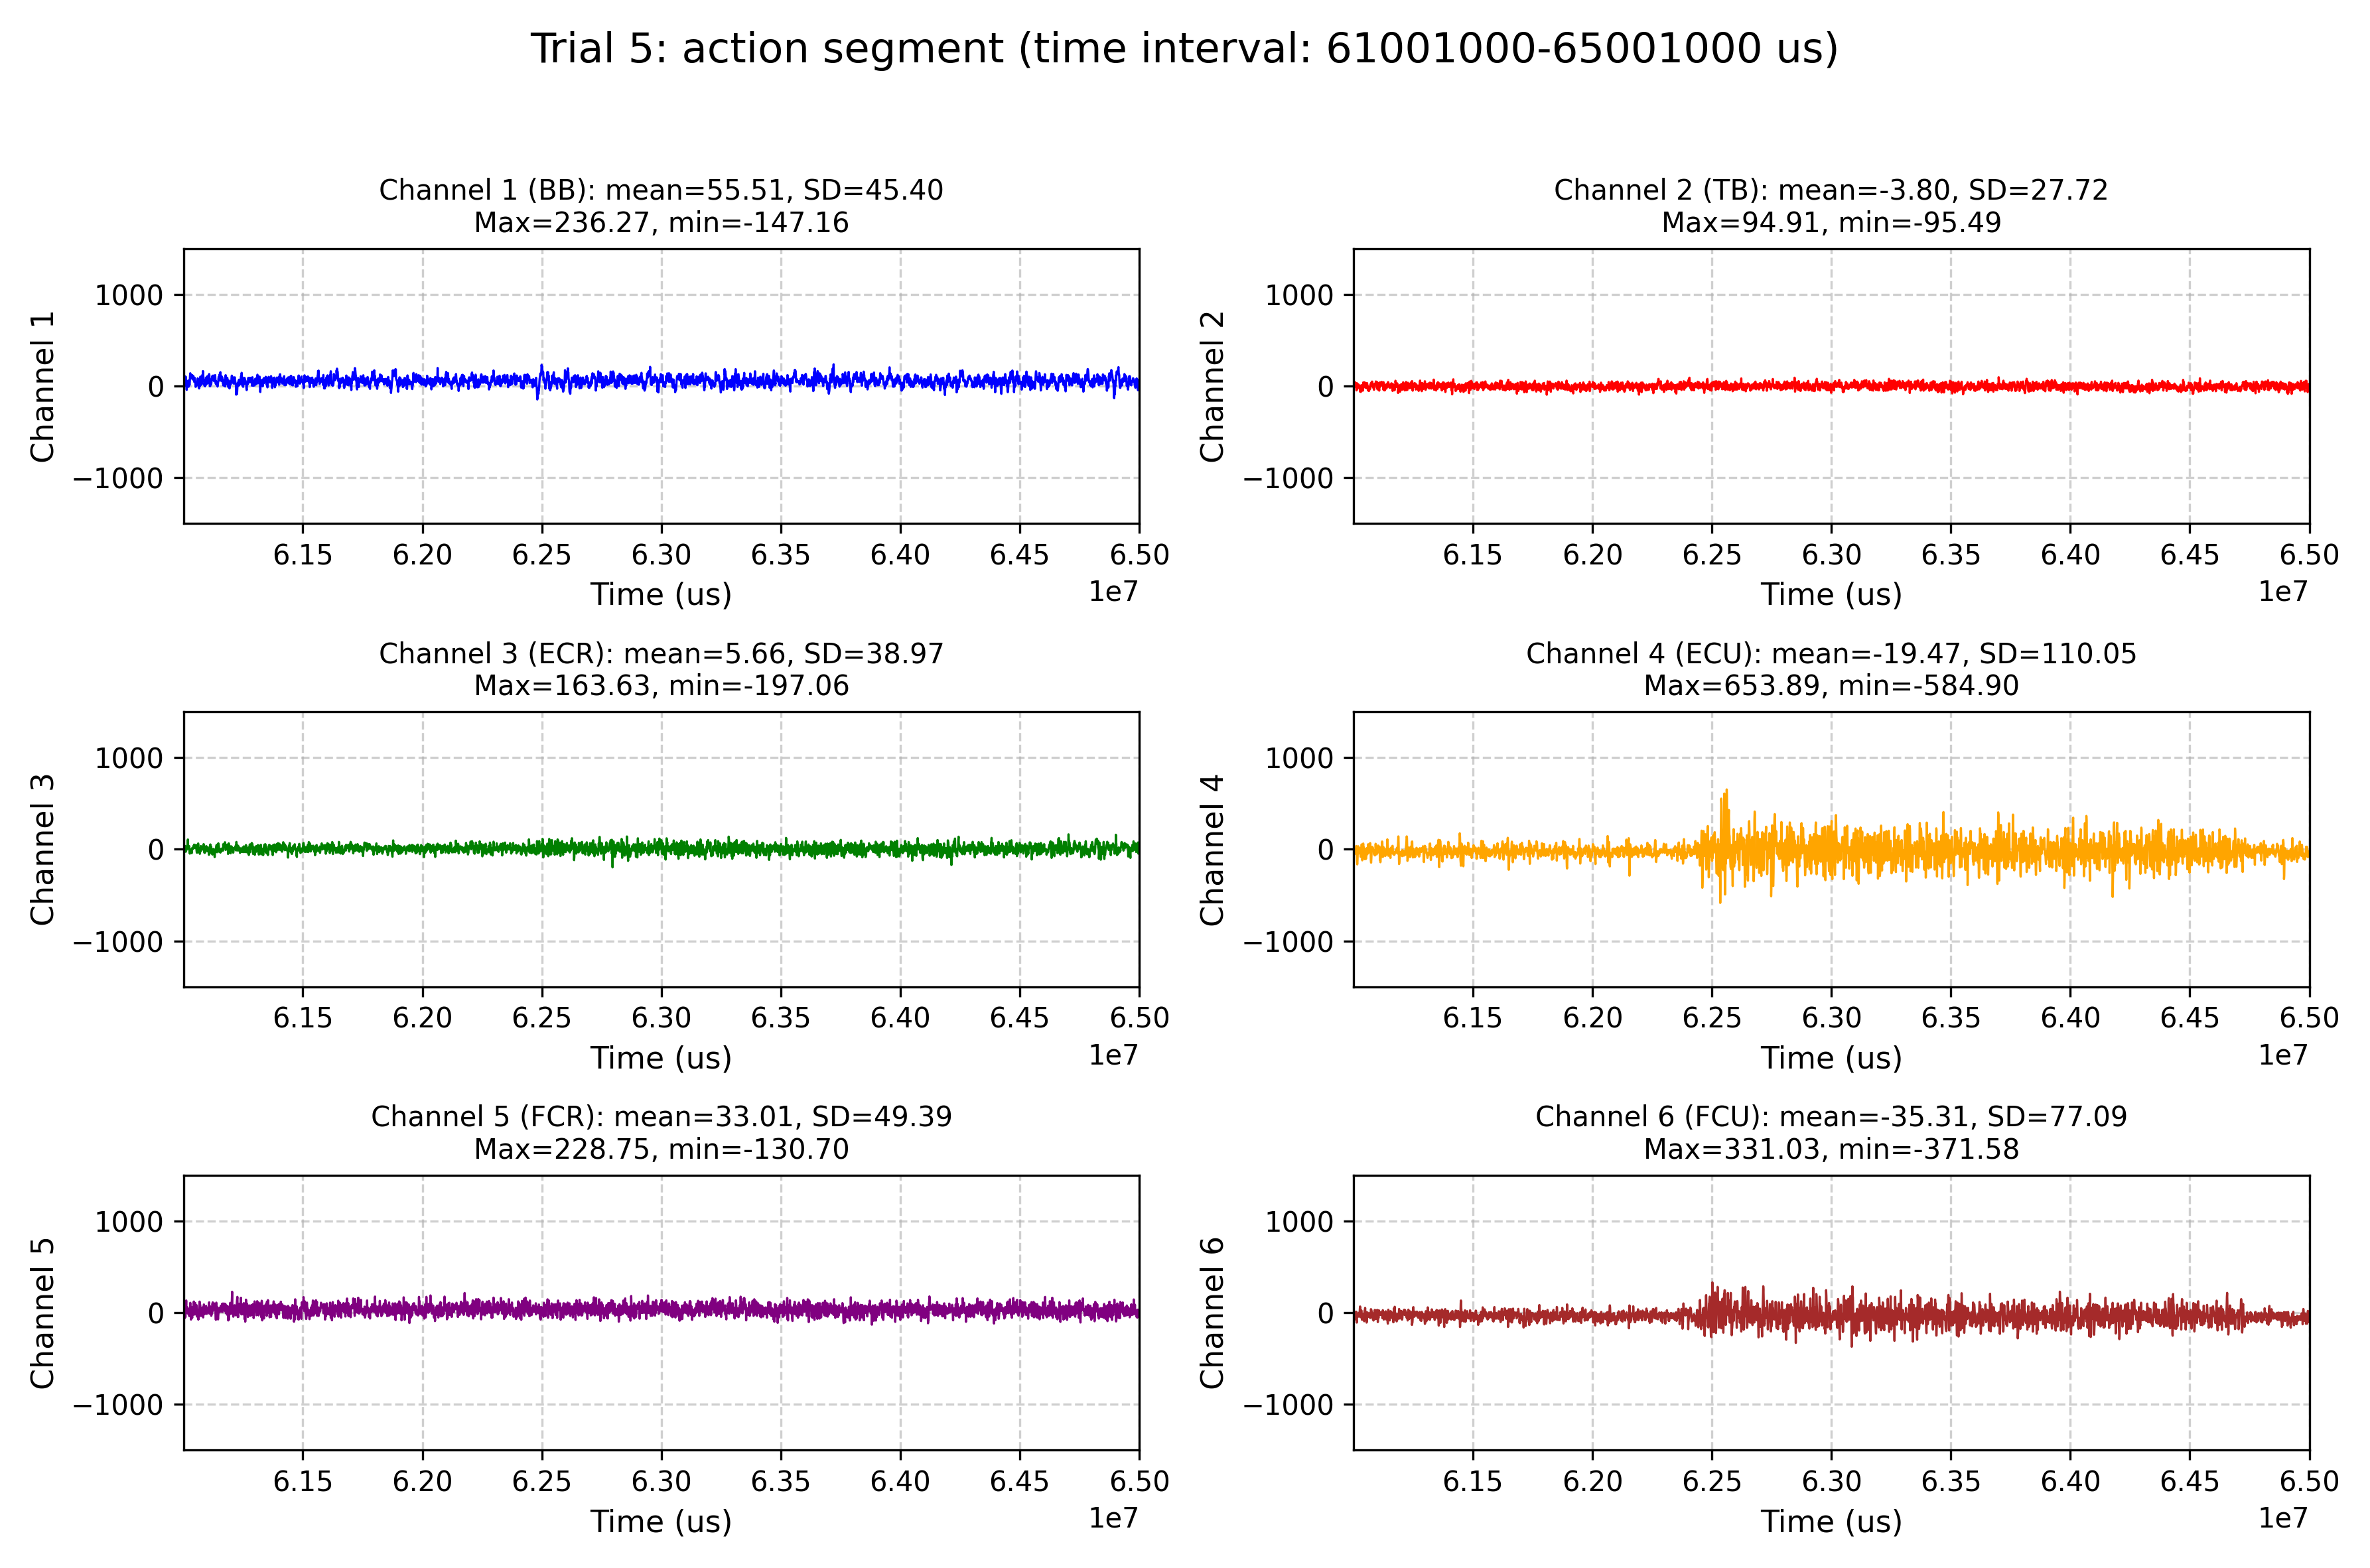 Trial 5: action segment (time interval: 61001000-65001000 us)
Channel 1 (BB): mean=55.51, SD=45.40
Max=236.27, min=-147.16
Channel 1
1000
0
−1000
6.15 6.20 6.25 6.30 6.35 6.40 6.45 6.50
Time (us)
1e7
Channel 2 (TB): mean=-3.80, SD=27.72
Max=94.91, min=-95.49
Channel 2
1000
0
−1000
6.15 6.20 6.25 6.30 6.35 6.40 6.45 6.50
Time (us)
1e7
Channel 3 (ECR): mean=5.66, SD=38.97
Max=163.63, min=-197.06
Channel 3
1000
0
−1000
6.15 6.20 6.25 6.30 6.35 6.40 6.45 6.50
Time (us)
1e7
Channel 4 (ECU): mean=-19.47, SD=110.05
Max=653.89, min=-584.90
Channel 4
1000
0
−1000
6.15 6.20 6.25 6.30 6.35 6.40 6.45 6.50
Time (us)
1e7
Channel 5 (FCR): mean=33.01, SD=49.39
Max=228.75, min=-130.70
Channel 5
1000
0
−1000
6.15 6.20 6.25 6.30 6.35 6.40 6.45 6.50
Time (us)
1e7
Channel 6 (FCU): mean=-35.31, SD=77.09
Max=331.03, min=-371.58
Channel 6
1000
0
−1000
6.15 6.20 6.25 6.30 6.35 6.40 6.45 6.50
Time (us)
1e7